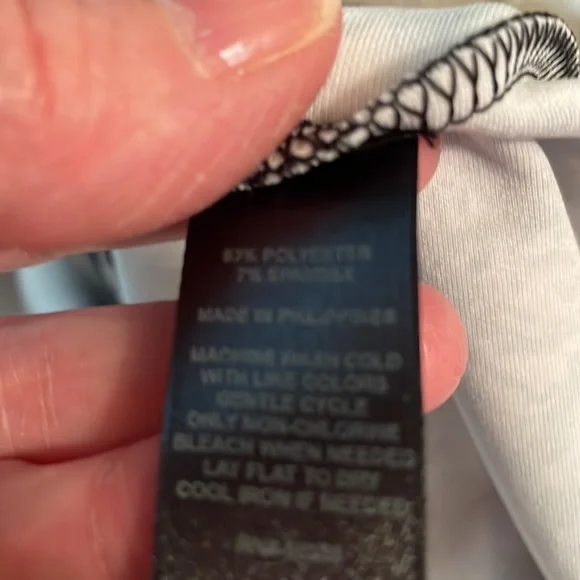 93% POLYESTER
7% SPANDEX
MADE IN PHILIPPINES
MACHINE WASH COLD
WITH LIKE COLORS
GENTLE CYCLE
ONLY NON-CHLORINE
BLEACH WHEN NEEDED
LAY FLAT TO DRY
COOL IRON IF NEEDED